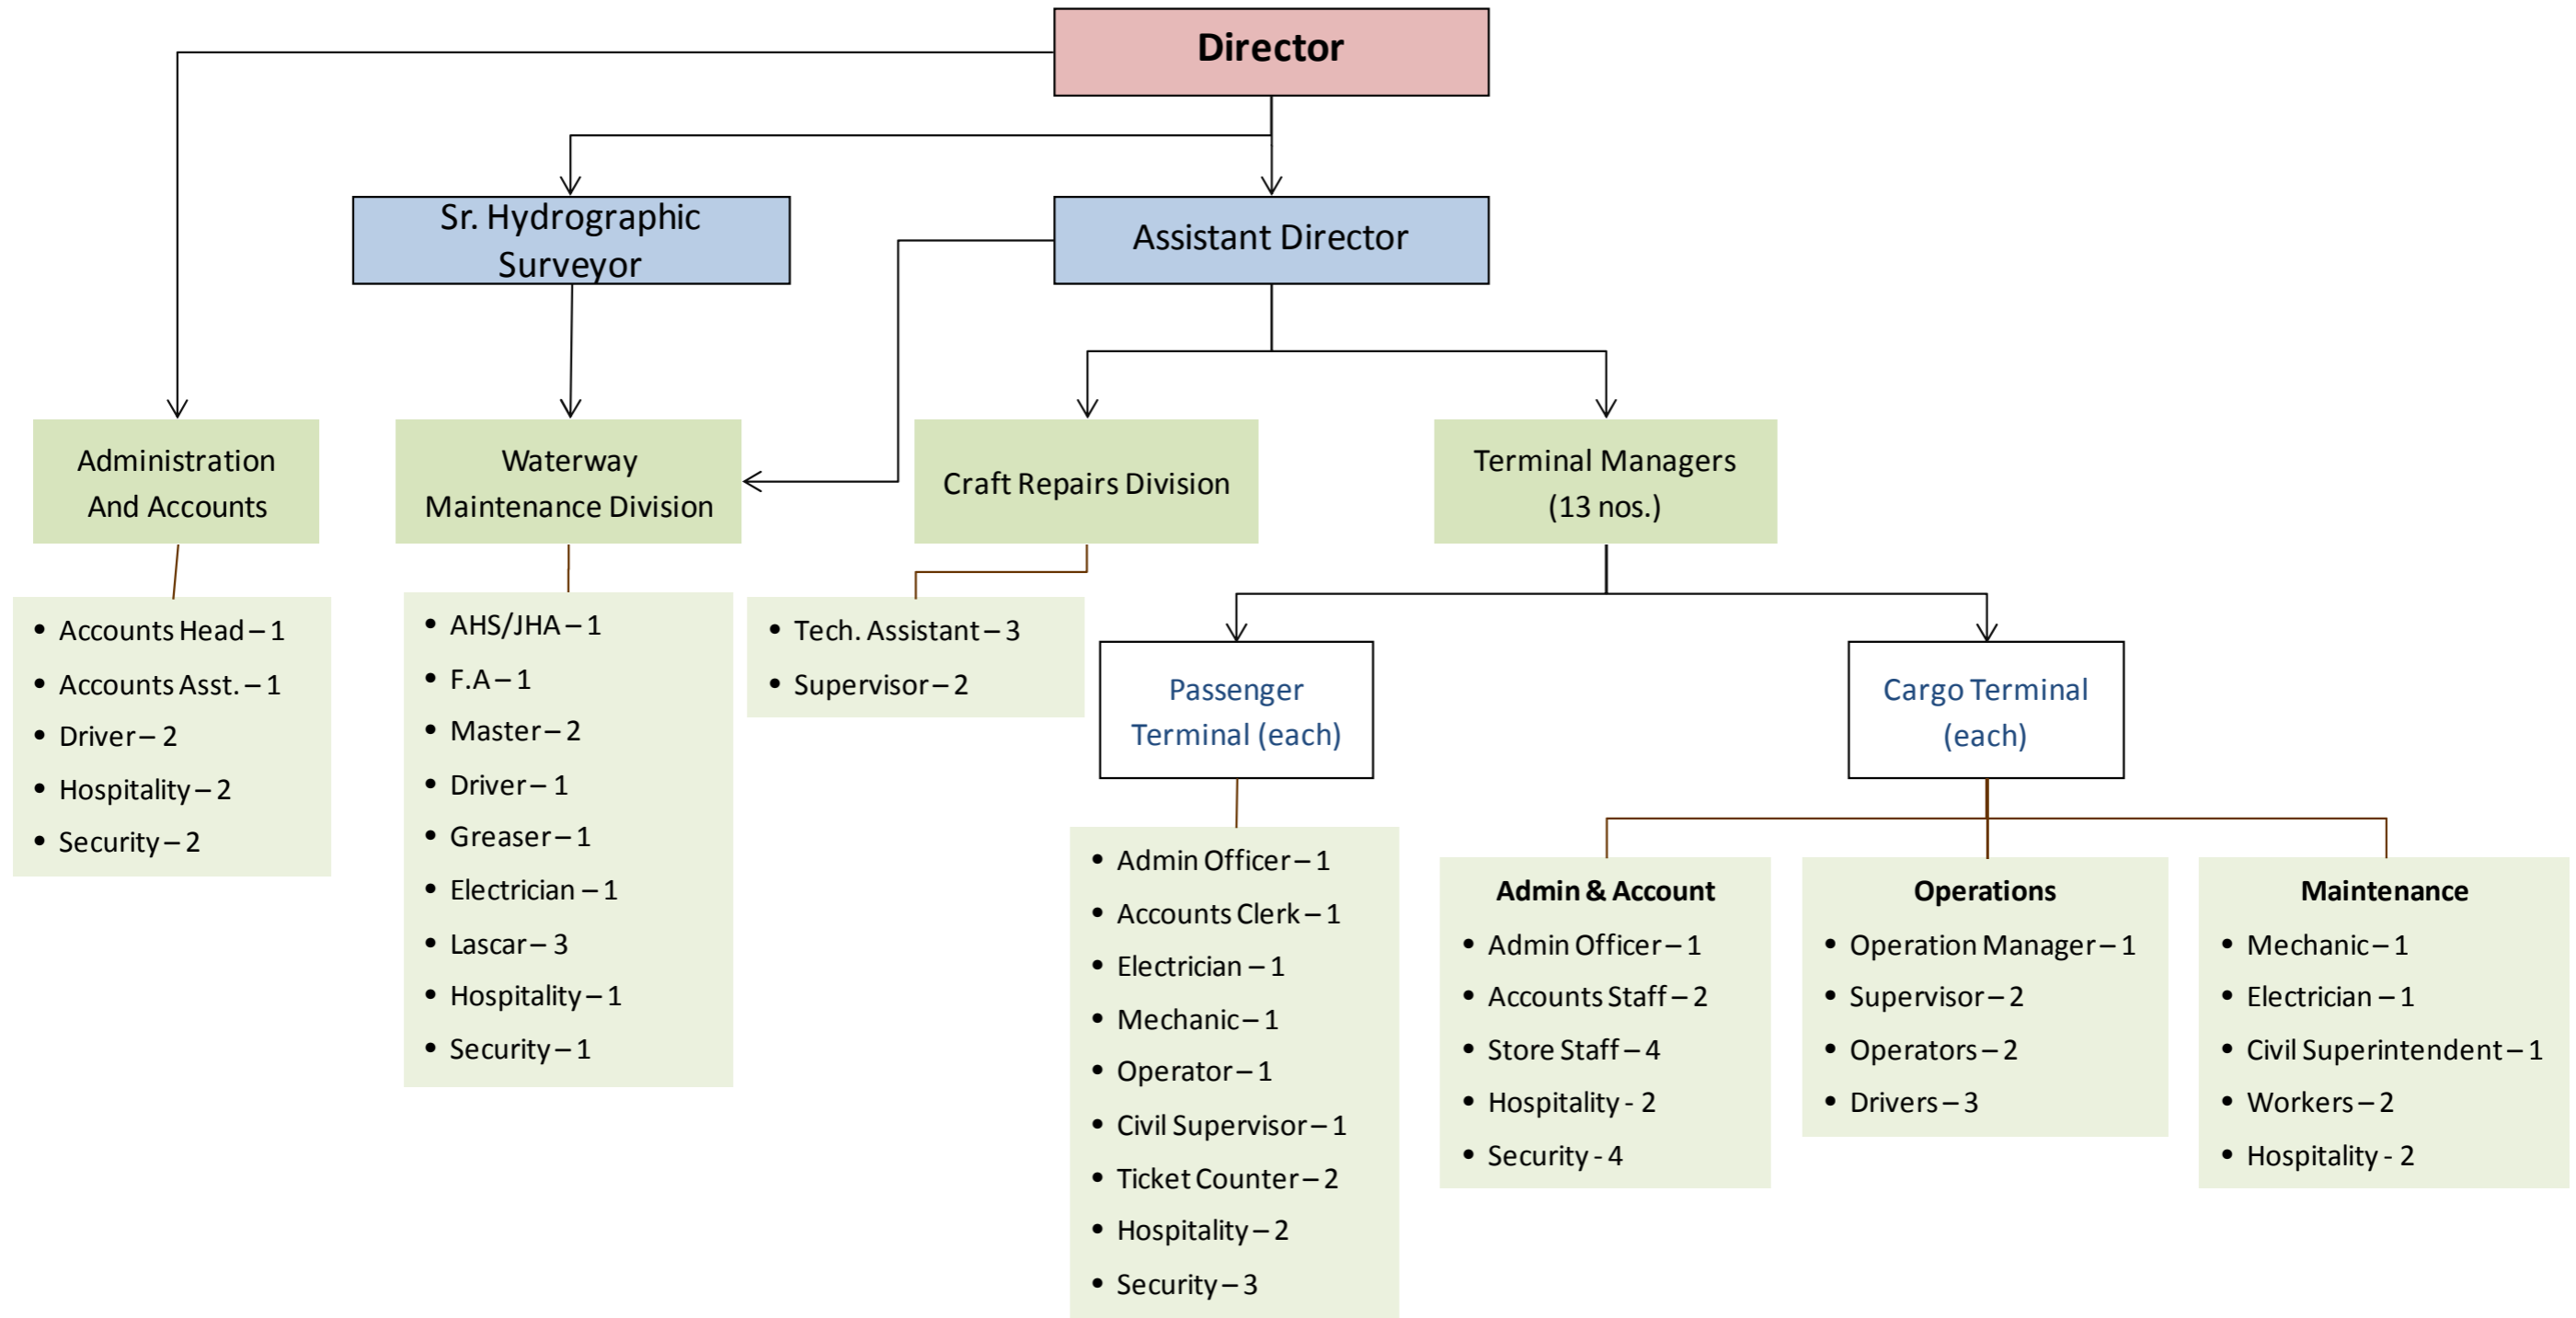 Director
Sr. Hydrographic
Surveyor
Assistant Director
Administration
And Accounts
Waterway
Maintenance Division
Craft Repairs Division
Terminal Managers
(13 nos.)
• Accounts Head – 1
• Accounts Asst. – 1
• Driver – 2
• Hospitality – 2
• Security – 2
• AHS/JHA – 1
• F.A – 1
• Master – 2
• Driver – 1
• Greaser – 1
• Electrician – 1
• Lascar – 3
• Hospitality – 1
• Security – 1
• Tech. Assistant – 3
• Supervisor – 2
Passenger
Terminal (each)
Cargo Terminal
(each)
• Admin Officer – 1
• Accounts Clerk – 1
• Electrician – 1
• Mechanic – 1
• Operator – 1
• Civil Supervisor – 1
• Ticket Counter – 2
• Hospitality – 2
• Security – 3
Admin & Account
• Admin Officer – 1
• Accounts Staff – 2
• Store Staff – 4
• Hospitality - 2
• Security - 4
Operations
• Operation Manager – 1
• Supervisor – 2
• Operators – 2
• Drivers – 3
Maintenance
• Mechanic – 1
• Electrician – 1
• Civil Superintendent – 1
• Workers – 2
• Hospitality - 2